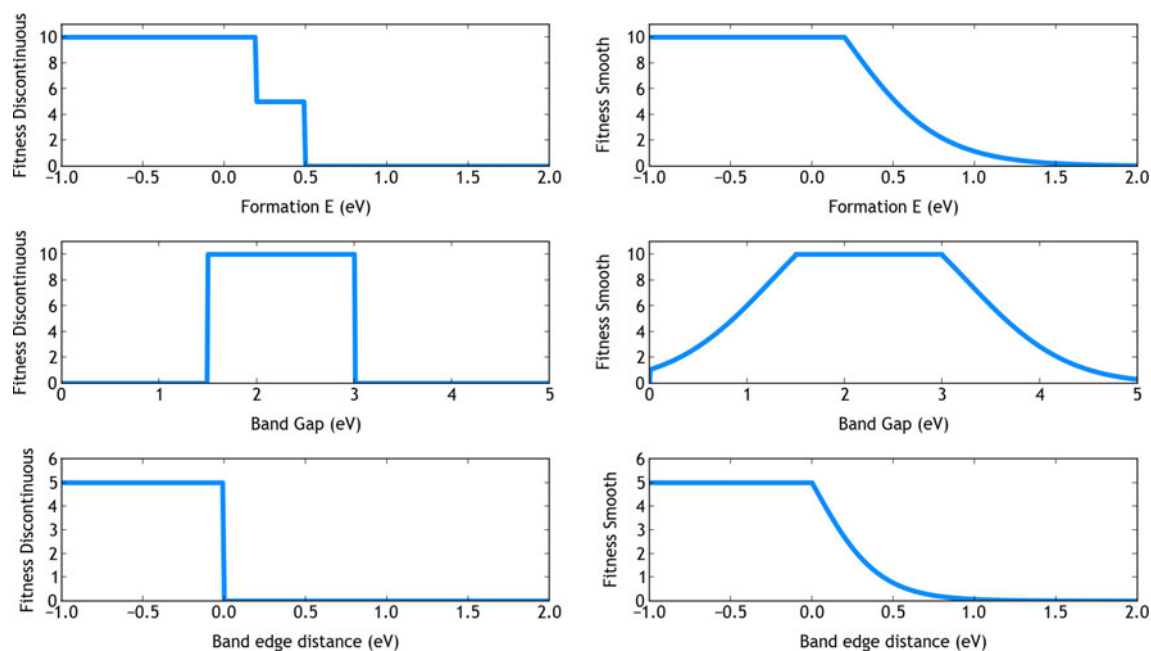 Fitness Discontinuous
10
8
6
4
2
0
−1.0 −0.5 0.0 0.5 1.0 1.5 2.0
Formation E (eV)
Fitness Smooth
10
8
6
4
2
0
−1.0 −0.5 0.0 0.5 1.0 1.5 2.0
Formation E (eV)
Fitness Discontinuous
10
8
6
4
2
0
0 1 2 3 4 5
Band Gap (eV)
Fitness Smooth
10
8
6
4
2
0
0 1 2 3 4 5
Band Gap (eV)
Fitness Discontinuous
6
5
4
3
2
1
0
−1.0 −0.5 0.0 0.5 1.0 1.5 2.0
Band edge distance (eV)
Fitness Smooth
6
5
4
3
2
1
0
−1.0 −0.5 0.0 0.5 1.0 1.5 2.0
Band edge distance (eV)